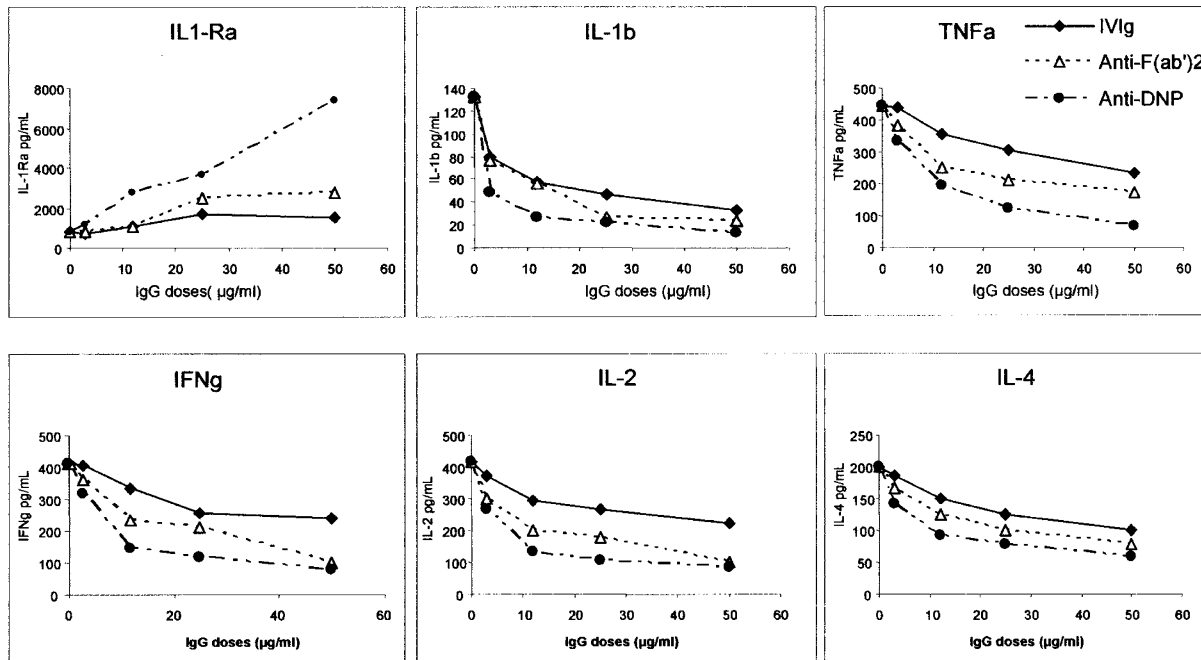 IL1-Ra
IL-1Ra pg/mL
8000
6000
4000
2000
0
0 10 20 30 40 50 60
IgG doses( µg/ml)
IL-1b
IL-1b pg/mL
140
120
100
80
60
40
20
0
0 10 20 30 40 50 60
IgG doses (µg/ml)
TNFa
IVIg
Anti-F(ab')2
Anti-DNP
TNFa pg/mL
500
400
300
200
100
0
0 10 20 30 40 50 60
IgG doses (µg/ml)
IFNg
IFNg pg/mL
500
400
300
200
100
0
0 20 40 60
IgG doses (µg/ml)
IL-2
IL-2 pg/mL
500
400
300
200
100
0
0 10 20 30 40 50 60
IgG doses (µg/ml)
IL-4
IL-4 pg/mL
250
200
150
100
50
0
0 10 20 30 40 50 60
IgG doses (µg/ml)